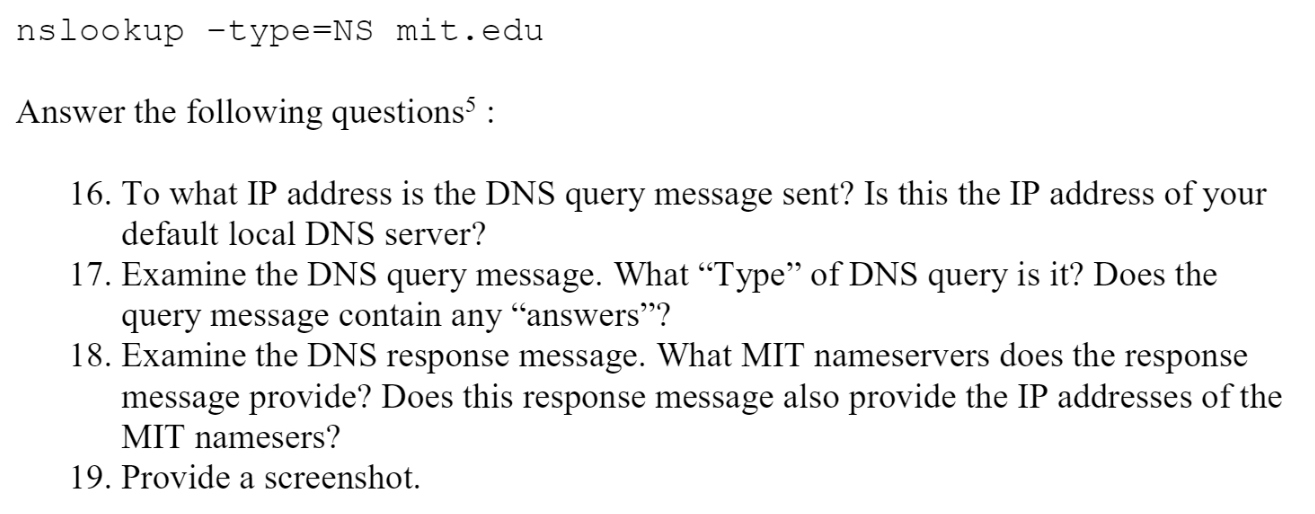 nslookup –type=NS mit.edu
Answer the following questions⁵ :
16. To what IP address is the DNS query message sent? Is this the IP address of your
default local DNS server?
17. Examine the DNS query message. What “Type” of DNS query is it? Does the
query message contain any “answers”?
18. Examine the DNS response message. What MIT nameservers does the response
message provide? Does this response message also provide the IP addresses of the
MIT namesers?
19. Provide a screenshot.